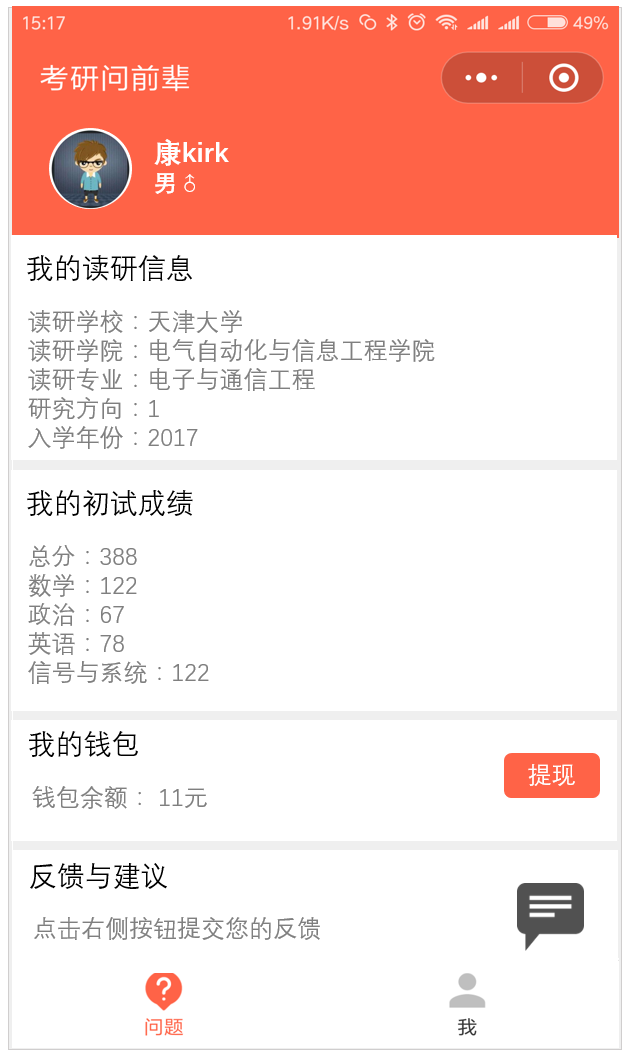 15:17 1.91K/s 49%
考研问前辈
康kirk
男♂
我的读研信息
读研学校：天津大学
读研学院：电气自动化与信息工程学院
读研专业：电子与通信工程
研究方向：1
入学年份：2017
我的初试成绩
总分：388
数学：122
政治：67
英语：78
信号与系统：122
我的钱包
提现
钱包余额： 11元
反馈与建议
点击右侧按钮提交您的反馈
问题 我